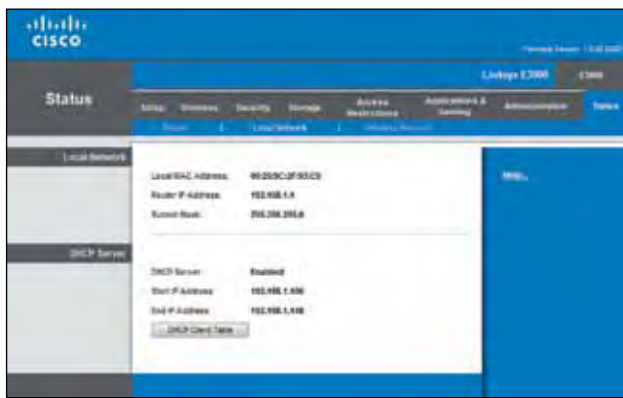 CISCO
Linksys E3000
Status
Setup Wireless Security Storage Access Restrictions Applications & Gaming Administration Status
Router Local Network Wireless Network
Local Network
Local MAC Address:
Router IP Address: 192.168.1.1
Subnet Mask: 255.255.255.0
Help...
DHCP Server
DHCP Server: Enabled
Start IP Address:
End IP Address:
DHCP Client Table